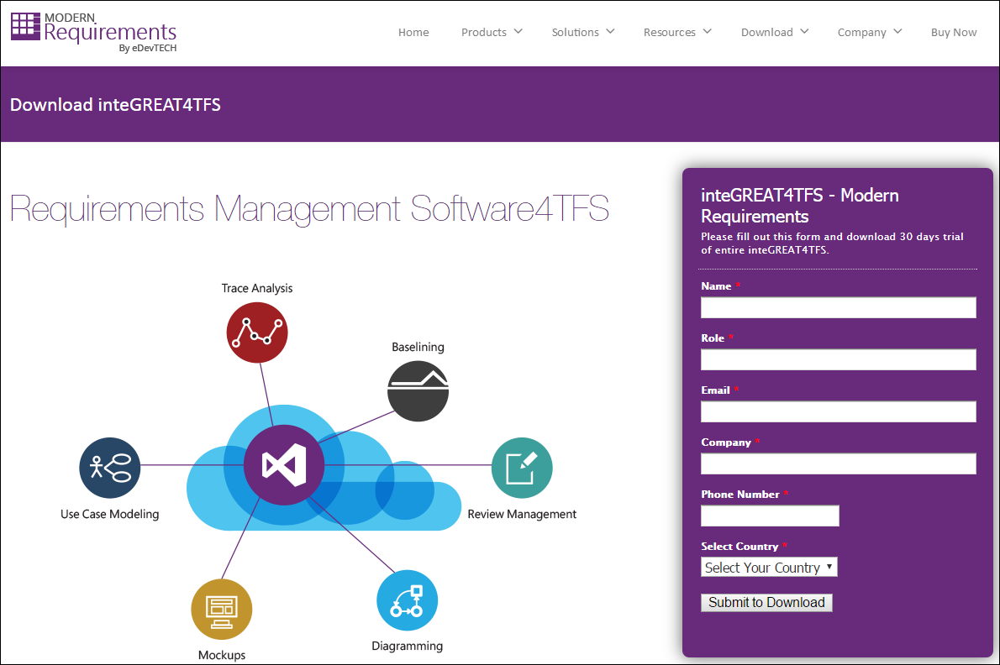 MODERN
Requirements
By eDevTECH
Home Products Solutions Resources Download Company Buy Now
Download inteGREAT4TFS
Requirements Management Software4TFS
Trace Analysis
Baselining
Use Case Modeling
Review Management
Mockups
Diagramming
inteGREAT4TFS - Modern
Requirements
Please fill out this form and download 30 days trial
of entire inteGREAT4TFS.
Name *
Role *
Email *
Company *
Phone Number *
Select Country *
Select Your Country
Submit to Download